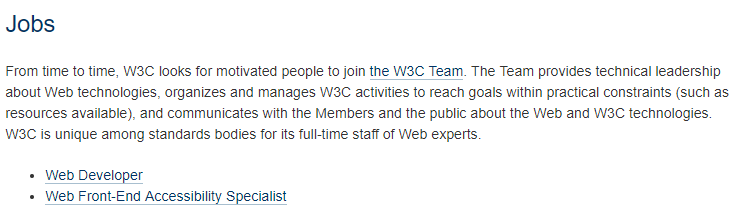 Jobs
From time to time, W3C looks for motivated people to join the W3C Team. The Team provides technical leadership
about Web technologies, organizes and manages W3C activities to reach goals within practical constraints (such as
resources available), and communicates with the Members and the public about the Web and W3C technologies.
W3C is unique among standards bodies for its full-time staff of Web experts.
• Web Developer
• Web Front-End Accessibility Specialist